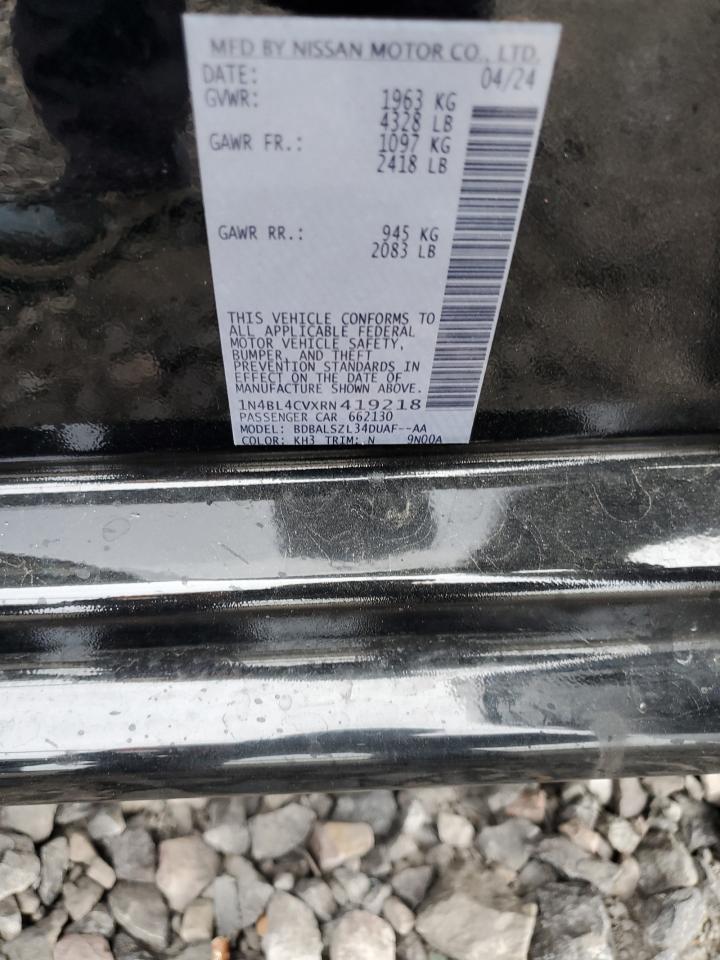 MFD BY NISSAN MOTOR CO., LTD.
DATE: 04/24
GVWR: 1963 KG
4328 LB
GAWR FR.: 1097 KG
2418 LB
GAWR RR.: 945 KG
2083 LB
THIS VEHICLE CONFORMS TO
ALL APPLICABLE FEDERAL
MOTOR VEHICLE SAFETY,
BUMPER, AND THEFT
PREVENTION STANDARDS IN
EFFECT ON THE DATE OF
MANUFACTURE SHOWN ABOVE.
1N4BL4CVXRN419218
PASSENGER CAR 662130
MODEL: BDBALSZL34DUAF--AA
COLOR: KH3 TRIM: N 9N00A